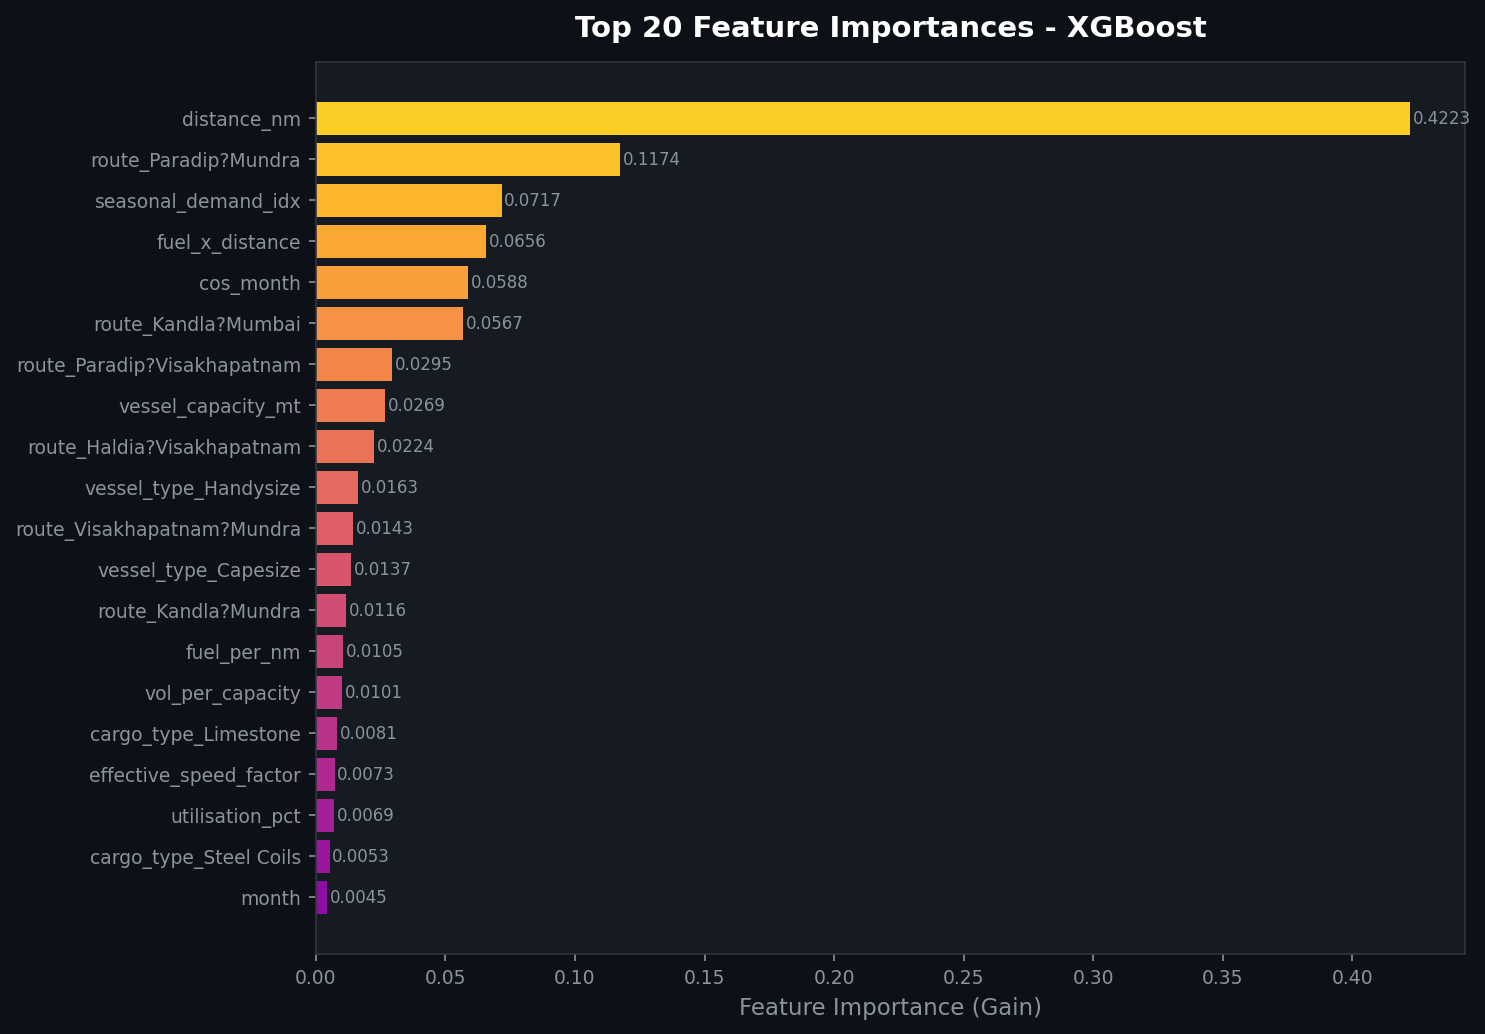 Top 20 Feature Importances - XGBoost
distance_nm 0.4223
route_Paradip?Mundra 0.1174
seasonal_demand_idx 0.0717
fuel_x_distance 0.0656
cos_month 0.0588
route_Kandla?Mumbai 0.0567
route_Paradip?Visakhapatnam 0.0295
vessel_capacity_mt 0.0269
route_Haldia?Visakhapatnam 0.0224
vessel_type_Handysize 0.0163
route_Visakhapatnam?Mundra 0.0143
vessel_type_Capesize 0.0137
route_Kandla?Mundra 0.0116
fuel_per_nm 0.0105
vol_per_capacity 0.0101
cargo_type_Limestone 0.0081
effective_speed_factor 0.0073
utilisation_pct 0.0069
cargo_type_Steel Coils 0.0053
month 0.0045
0.00 0.05 0.10 0.15 0.20 0.25 0.30 0.35 0.40
Feature Importance (Gain)